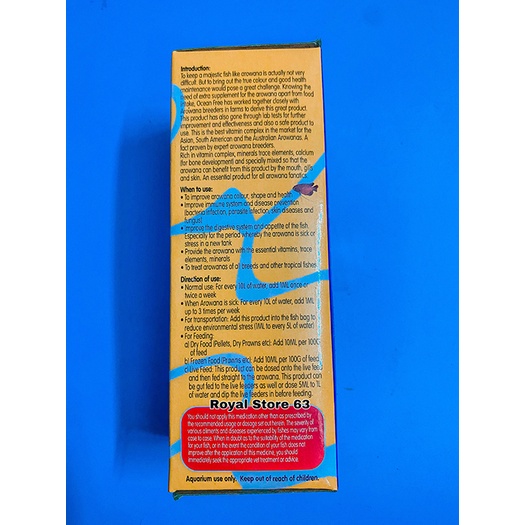 Introduction:
To keep a majestic fish like arowana is actually not very
difficult. But to bring out the true colour and good health
maintenance would pose a great challenge. Knowing the
need of extra supplement for the arowana apart from food
intake, Ocean Free has worked together closely with
arowana breeders in farms to derive this great product.
This product has also gone through lab tests for further
improvement and effectiveness and also a safe product to
use. This is the best vitamin complex in the market for the
Asian, South American and the Australian Arowanas. A
fact proven by expert arowana breeders.
Rich in vitamin complex, minerals trace elements, calcium
(for bone development) and specially mixed so that the
arowana can benefit from this product by the mouth, gills
and skin. An essential product for all arowana fanatics.
When to use:
• To improve arowana colour, shape and health
• Improve immune system and disease prevention
(bacteria infection, parasite infection, skin diseases and
fungus)
• Improve the digestive system and appetite of the fish.
Especially for the period whereby the arowana is sick or
stress in a new tank
• Provide the arowana with the essential vitamins, trace
elements, minerals
• To treat arowanas of all breeds and other tropical fishes
Direction of use:
• Normal use: For every 10L of water, add 1ML once or
twice a week
• When Arowana is sick: For every 10L of water, add 1ML
up to 3 times per week
• For transportation: Add this product into the fish bag to
reduce environmental stress (1ML to every 5L of water)
• For Feeding:
a) Dry Food (Pellets, Dry Prawns etc): Add 10ML per 100G
of feed
b) Frozen Food (Prawns etc): Add 10ML per 100G of feed
c) Live Feed: This product can be dosed onto the live feed
and then fed straight to the arowana. This product can
be gut fed to the live feeders as well or dose 5ML to 1L
of water and dip the live feeders in before feeding.
Royal Store 63
You should not apply this medication other than as prescribed by
the recommended usage or dosage set out herein. The severity of
various ailments and diseases experienced by fishes may vary from
case to case. When in doubt as to the suitability of the medication
for your fish, or in the event the condition of your fish does not
improve after the application of this medicine, you should
immediately seek the appropriate vet treatment or advice.
Aquarium use only. Keep out of reach of children.